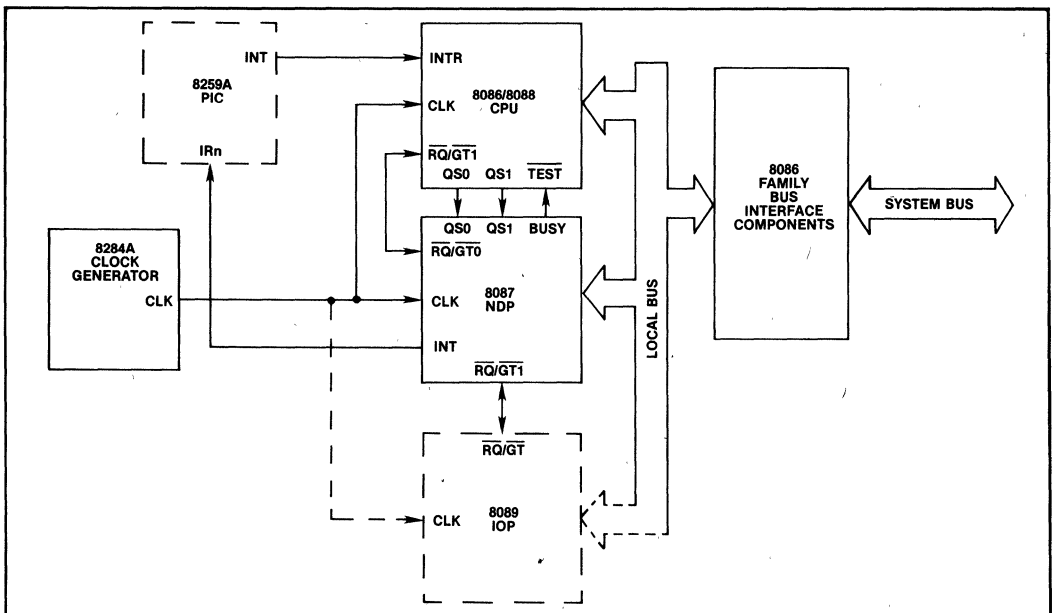 INT
8259A
PIC
IRn
INTR
CLK
8086/8088
CPU
RQ/GT1
QS0 QS1 TEST
QS0 QS1 BUSY
RQ/GT0
8087
NDP
CLK
INT
RQ/GT1
8284A
CLOCK
GENERATOR
CLK
RQ/GT
CLK
8089
IOP
LOCAL BUS
8086
FAMILY
BUS
INTERFACE
COMPONENTS
SYSTEM BUS